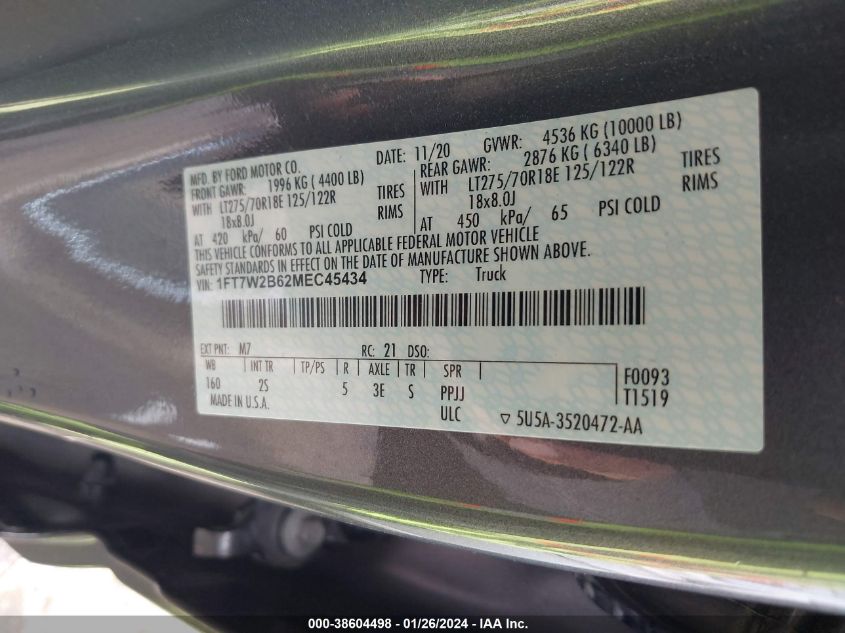 MFD. BY FORD MOTOR CO.
DATE: 11/20 GVWR: 4536 KG (10000 LB)
FRONT GAWR: 1996 KG ( 4400 LB)
REAR GAWR: 2876 KG ( 6340 LB)
WITH LT275/70R18E 125/122R TIRES
WITH LT275/70R18E 125/122R TIRES
18x8.0J RIMS
18x8.0J RIMS
AT 420 kPa/ 60 PSI COLD
AT 450 kPa/ 65 PSI COLD
THIS VEHICLE CONFORMS TO ALL APPLICABLE FEDERAL MOTOR VEHICLE
SAFETY STANDARDS IN EFFECT ON THE DATE OF MANUFACTURE SHOWN ABOVE.
VIN: 1FT7W2B62MEC45434 TYPE: Truck
EXT PNT: M7 RC: 21 DSO:
WB INT TR TP/PS R AXLE TR SPR
160 2S 5 3E S PPJJ
ULC
F0093
T1519
MADE IN U.S.A.
5U5A-3520472-AA
000-38604498 - 01/26/2024 - IAA Inc.